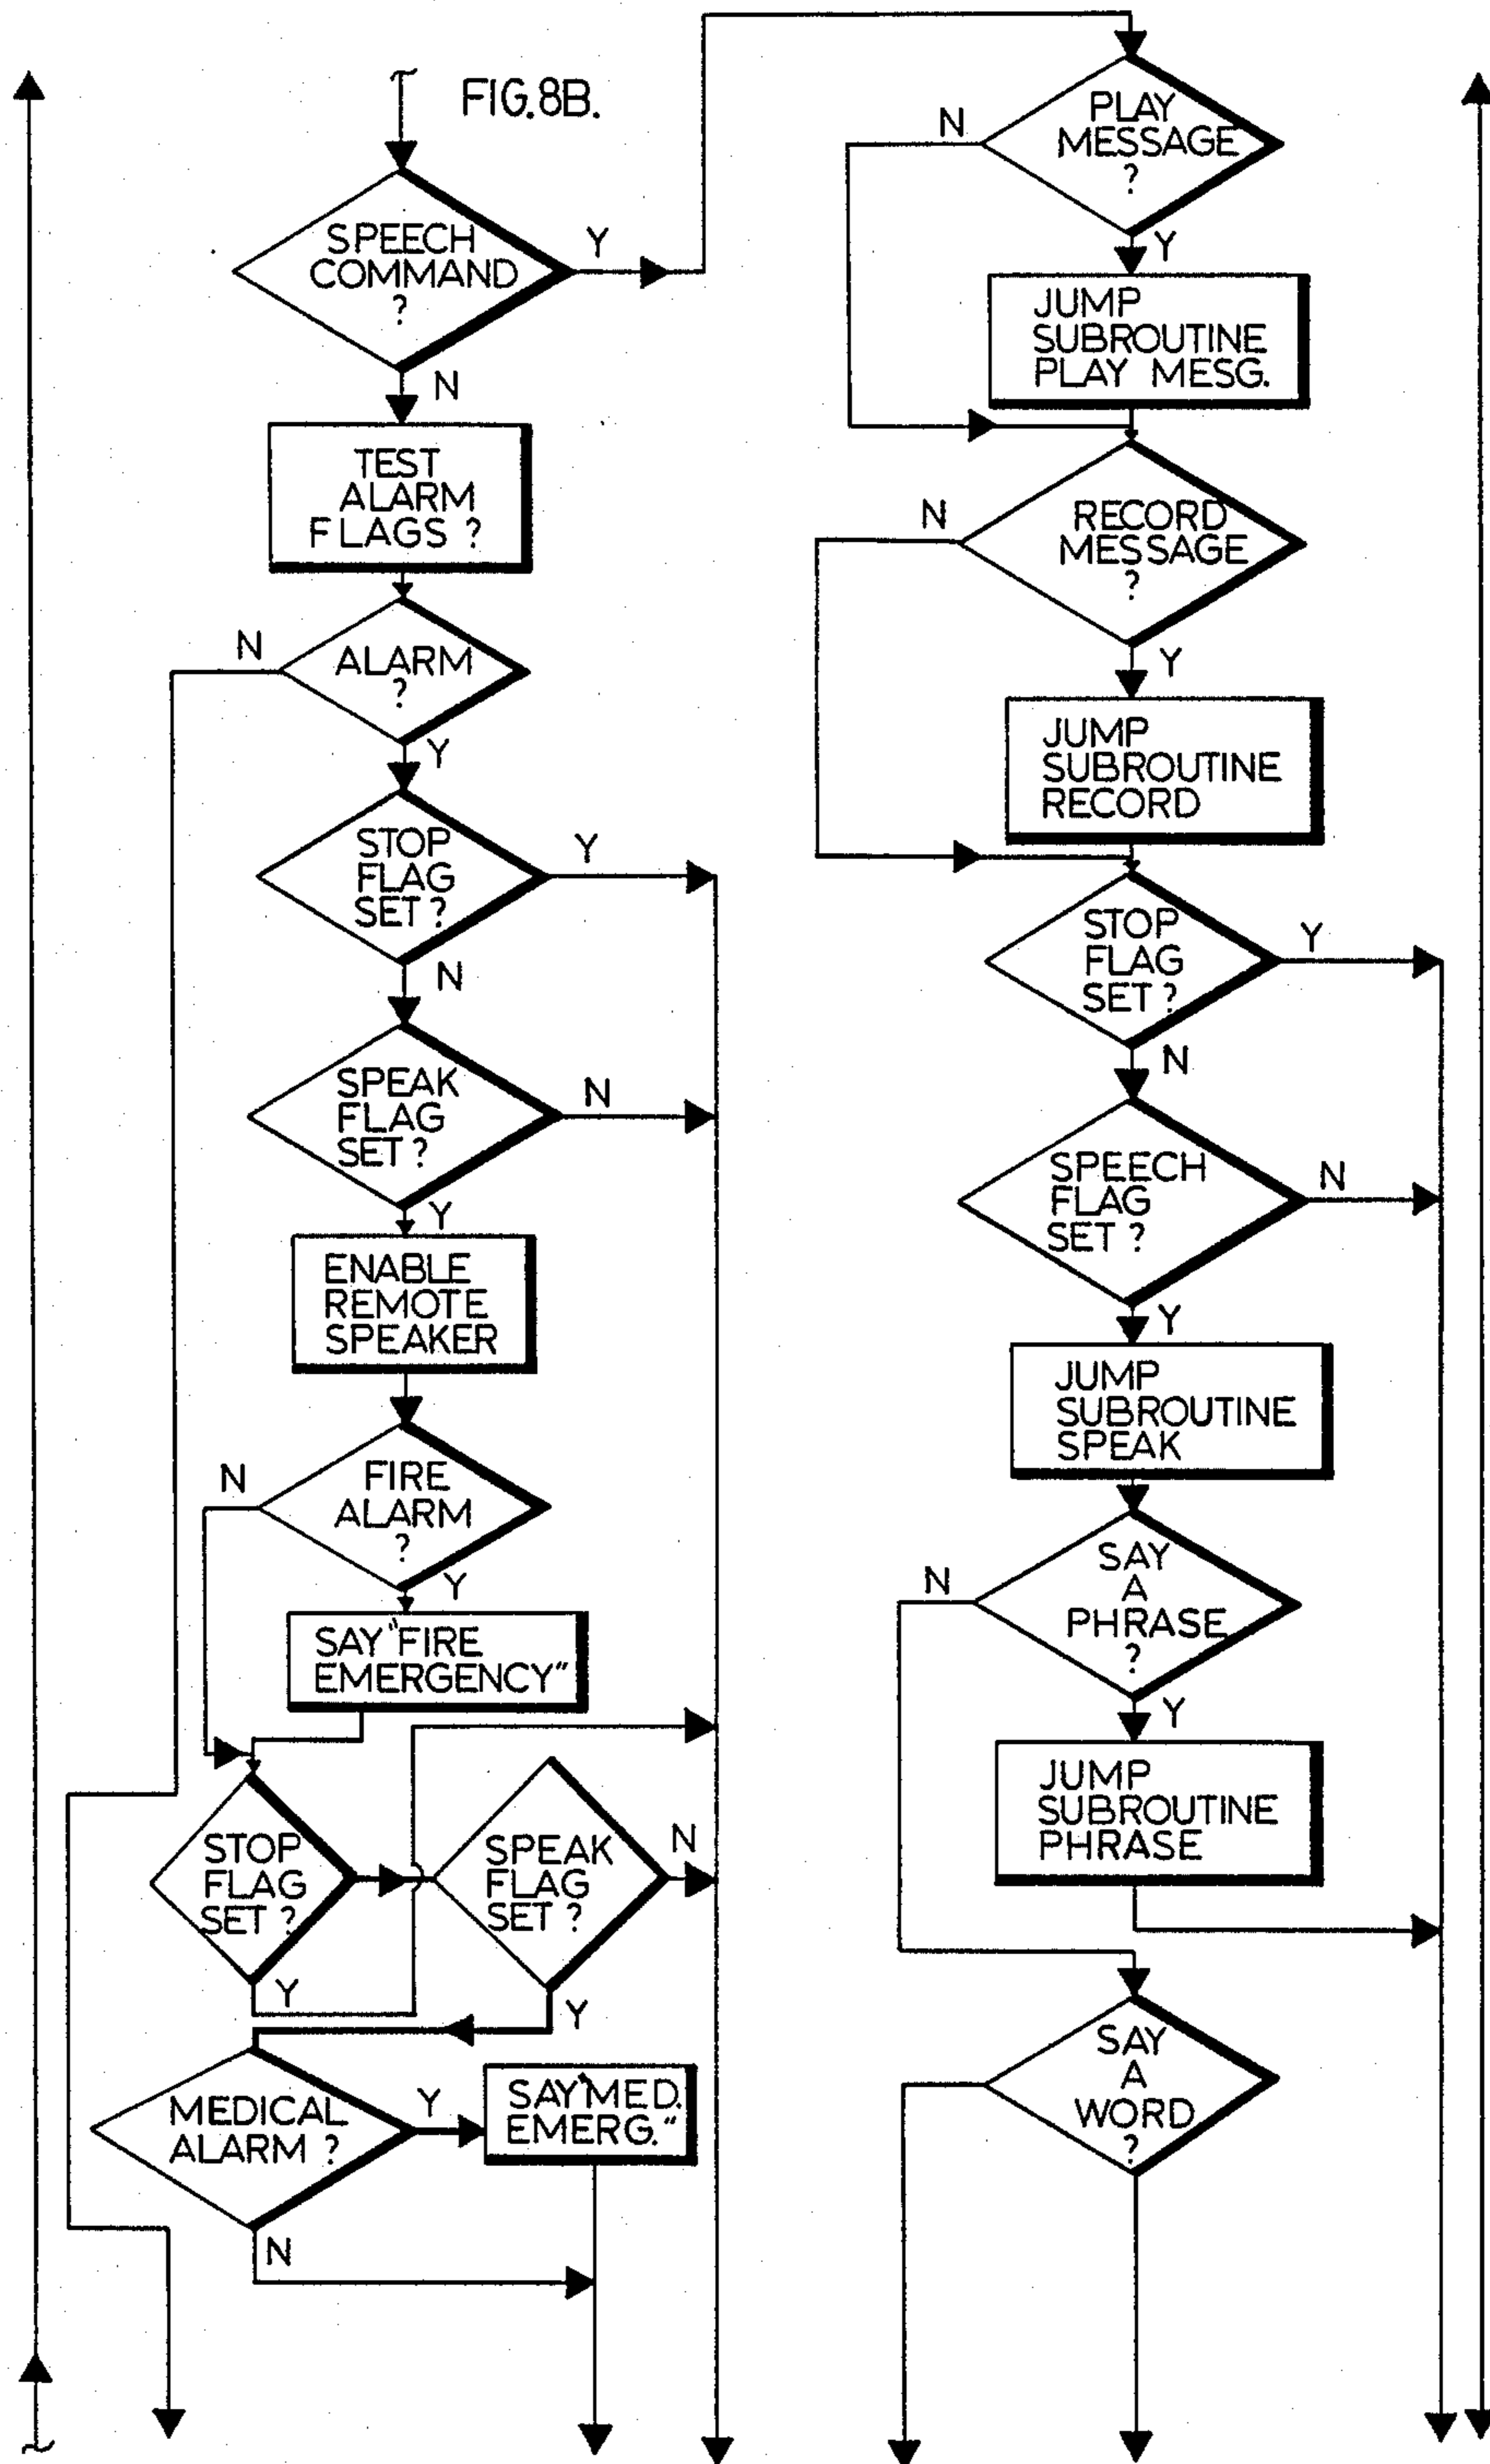 FIG.8B.
SPEECH
COMMAND
?
Y
N
TEST
ALARM
FLAGS ?
ALARM
?
N
Y
STOP
FLAG
SET ?
Y
N
SPEAK
FLAG
SET ?
N
Y
ENABLE
REMOTE
SPEAKER
FIRE
ALARM
?
N
Y
SAY "FIRE
EMERGENCY"
STOP
FLAG
SET ?
Y
SPEAK
FLAG
SET ?
N
Y
MEDICAL
ALARM ?
Y
N
SAY "MED.
EMERG."
PLAY
MESSAGE
?
N
Y
JUMP
SUBROUTINE
PLAY MESG.
RECORD
MESSAGE
?
N
Y
JUMP
SUBROUTINE
RECORD
STOP
FLAG
SET ?
Y
N
SPEECH
FLAG
SET ?
N
Y
JUMP
SUBROUTINE
SPEAK
SAY
A
PHRASE
?
N
Y
JUMP
SUBROUTINE
PHRASE
SAY
A
WORD
?